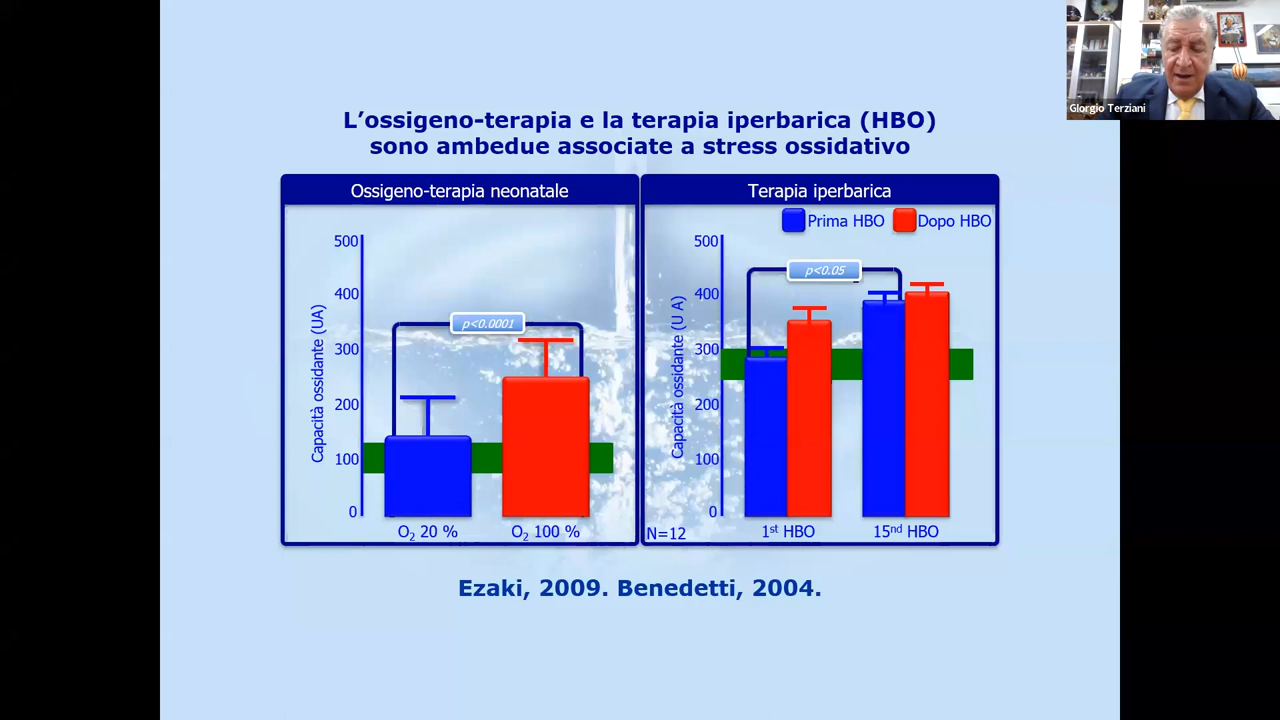 GIorgio Terziani
L’ossigeno-terapia e la terapia iperbarica (HBO)
sono ambedue associate a stress ossidativo
Ossigeno-terapia neonatale
Capacità ossidante (UA)
500
400
300
200
100
0
p<0.0001
O₂ 20 %
O₂ 100 %
Terapia iperbarica
Prima HBO
Dopo HBO
Capacità ossidante (U A)
500
400
300
200
100
0
p<0.05
N=12
1st HBO
15nd HBO
Ezaki, 2009. Benedetti, 2004.